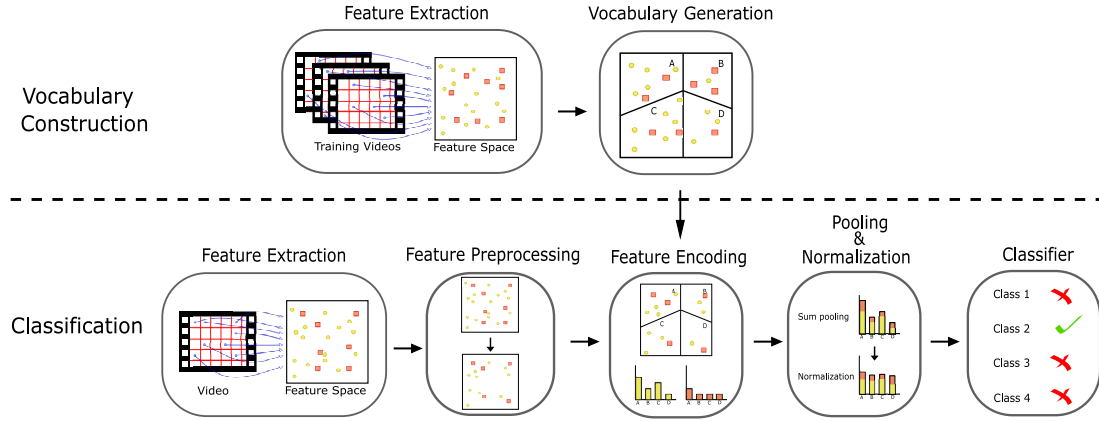 Feature Extraction
Vocabulary Generation
Vocabulary
Construction
Training Videos
Feature Space
A
B
C
D
Pooling
&
Normalization
Feature Extraction
Feature Preprocessing
Feature Encoding
Classifier
Classification
Video
Feature Space
A
B
C
D
A B C D
A B C D
Sum pooling
A B C D
Normalization
A B C D
Class 1
Class 2
Class 3
Class 4